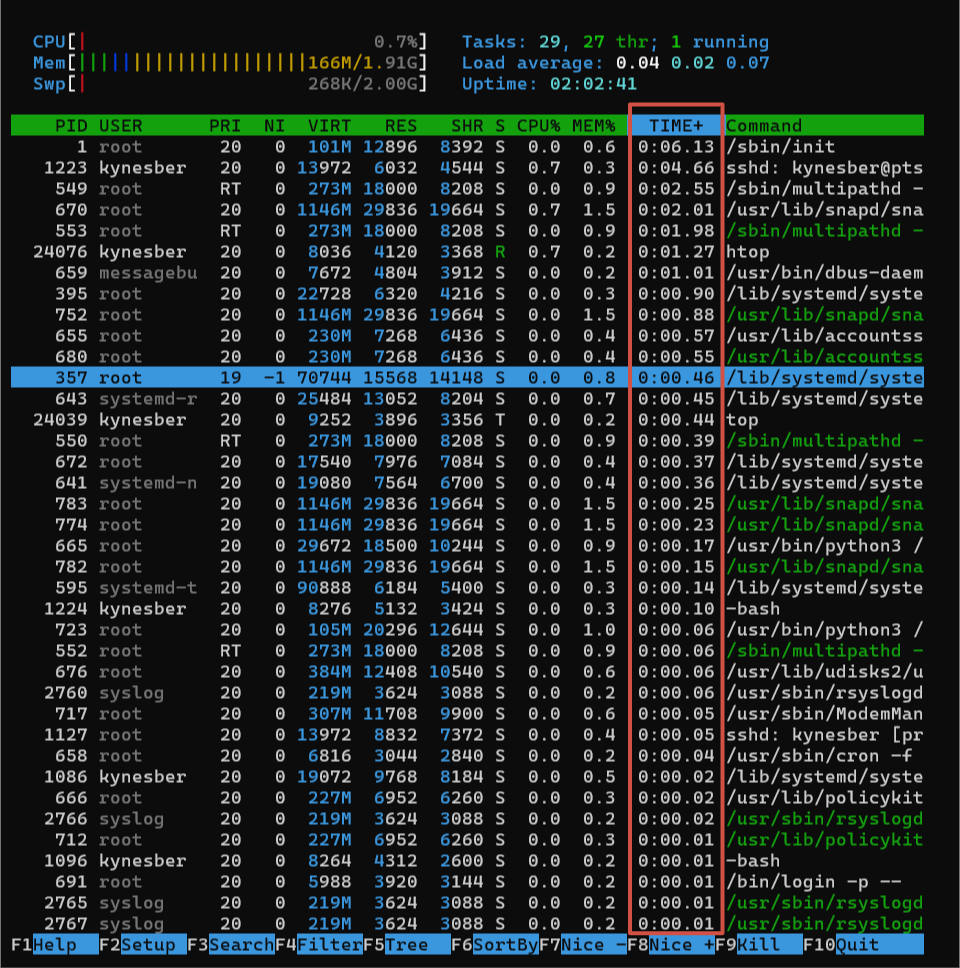 CPU[| 0.7%] Tasks: 29, 27 thr; 1 running
Mem[|||||||||||||||||||||166M/1.91G] Load average: 0.04 0.02 0.07
Swp[| 268K/2.00G] Uptime: 02:02:41
PID USER PRI NI VIRT RES SHR S CPU% MEM% TIME+ Command
1 root 20 0 101M 12896 8392 S 0.0 0.6 0:06.13 /sbin/init
1223 kynesber 20 0 13972 6032 4544 S 0.7 0.3 0:04.66 sshd: kynesber@pts
549 root RT 0 273M 18000 8208 S 0.0 0.9 0:02.55 /sbin/multipathd -
670 root 20 0 1146M 29836 19664 S 0.7 1.5 0:02.01 /usr/lib/snapd/sna
553 root RT 0 273M 18000 8208 S 0.0 0.9 0:01.98 /sbin/multipathd -
24076 kynesber 20 0 8036 4120 3368 R 0.7 0.2 0:01.27 htop
659 messagebu 20 0 7672 4804 3912 S 0.0 0.2 0:01.01 /usr/bin/dbus-daem
395 root 20 0 22728 6320 4216 S 0.0 0.3 0:00.90 /lib/systemd/syste
752 root 20 0 1146M 29836 19664 S 0.0 1.5 0:00.88 /usr/lib/snapd/sna
655 root 20 0 230M 7268 6436 S 0.0 0.4 0:00.57 /usr/lib/accountss
680 root 20 0 230M 7268 6436 S 0.0 0.4 0:00.55 /usr/lib/accountss
357 root 19 -1 70744 15568 14148 S 0.0 0.8 0:00.46 /lib/systemd/syste
643 systemd-r 20 0 25484 13052 8204 S 0.0 0.7 0:00.45 /lib/systemd/syste
24039 kynesber 20 0 9252 3896 3356 T 0.0 0.2 0:00.44 top
550 root RT 0 273M 18000 8208 S 0.0 0.9 0:00.39 /sbin/multipathd -
672 root 20 0 17540 7976 7084 S 0.0 0.4 0:00.37 /lib/systemd/syste
641 systemd-n 20 0 19080 7564 6700 S 0.0 0.4 0:00.36 /lib/systemd/syste
783 root 20 0 1146M 29836 19664 S 0.0 1.5 0:00.25 /usr/lib/snapd/sna
774 root 20 0 1146M 29836 19664 S 0.0 1.5 0:00.23 /usr/lib/snapd/sna
665 root 20 0 29672 18500 10244 S 0.0 0.9 0:00.17 /usr/bin/python3 /
782 root 20 0 1146M 29836 19664 S 0.0 1.5 0:00.15 /usr/lib/snapd/sna
595 systemd-t 20 0 90888 6184 5400 S 0.0 0.3 0:00.14 /lib/systemd/syste
1224 kynesber 20 0 8276 5132 3424 S 0.0 0.3 0:00.10 -bash
723 root 20 0 105M 20296 12644 S 0.0 1.0 0:00.06 /usr/bin/python3 /
552 root RT 0 273M 18000 8208 S 0.0 0.9 0:00.06 /sbin/multipathd -
676 root 20 0 384M 12408 10540 S 0.0 0.6 0:00.06 /usr/lib/udisks2/u
2760 syslog 20 0 219M 3624 3088 S 0.0 0.2 0:00.06 /usr/sbin/rsyslogd
717 root 20 0 307M 11708 9900 S 0.0 0.6 0:00.05 /usr/sbin/ModemMan
1127 root 20 0 13972 8832 7372 S 0.0 0.4 0:00.05 sshd: kynesber [pr
658 root 20 0 6816 3044 2840 S 0.0 0.2 0:00.04 /usr/sbin/cron -f
1086 kynesber 20 0 19072 9768 8184 S 0.0 0.5 0:00.02 /lib/systemd/syste
666 root 20 0 227M 6952 6260 S 0.0 0.3 0:00.02 /usr/lib/policykit
2766 syslog 20 0 219M 3624 3088 S 0.0 0.2 0:00.02 /usr/sbin/rsyslogd
712 root 20 0 227M 6952 6260 S 0.0 0.3 0:00.01 /usr/lib/policykit
1096 kynesber 20 0 8264 4312 2600 S 0.0 0.2 0:00.01 -bash
691 root 20 0 5988 3920 3144 S 0.0 0.2 0:00.01 /bin/login -p --
2765 syslog 20 0 219M 3624 3088 S 0.0 0.2 0:00.01 /usr/sbin/rsyslogd
2767 syslog 20 0 219M 3624 3088 S 0.0 0.2 0:00.01 /usr/sbin/rsyslogd
F1Help F2Setup F3SearchF4FilterF5Tree F6SortByF7Nice -F8Nice +F9Kill F10Quit